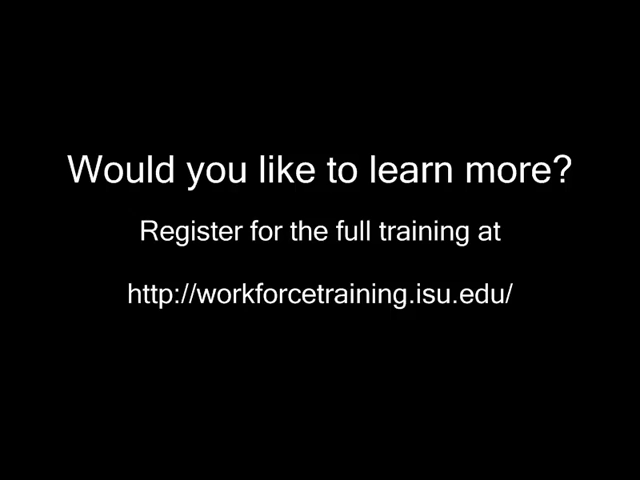 Would you like to learn more?
Register for the full training at
http://workforcetraining.isu.edu/